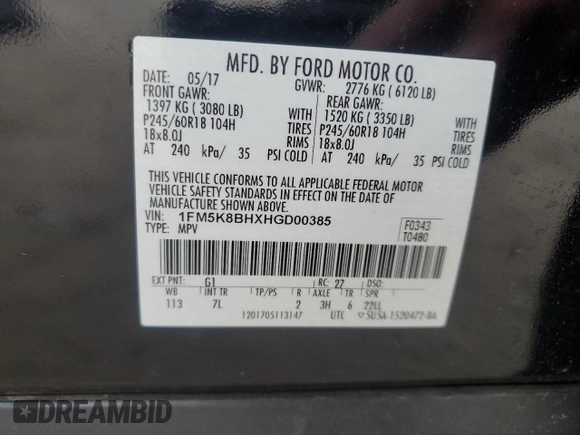 MFD. BY FORD MOTOR CO.
DATE: 05/17 GVWR: 2776 KG ( 6120 LB)
FRONT GAWR: REAR GAWR:
1397 KG ( 3080 LB) WITH 1520 KG ( 3350 LB) WITH
P245/60R18 104H TIRES P245/60R18 104H TIRES
18x8.0J RIMS 18x8.0J RIMS
AT 240 kPa/ 35 PSI COLD AT 240 kPa/ 35 PSI COLD
THIS VEHICLE CONFORMS TO ALL APPLICABLE FEDERAL MOTOR
VEHICLE SAFETY STANDARDS IN EFFECT ON THE DATE OF
MANUFACTURE SHOWN ABOVE.
VIN: 1FM5K8BHXHGD00385 F0343
TYPE: MPV T0480
EXT PNT: G1 RC: 27 DSO:
WB INT TR TP/PS R AXLE TR SPR
113 7L 2 3H 6 22LL
1201705113147 UTC ▽5USA-1520472-BA
DREAMBID